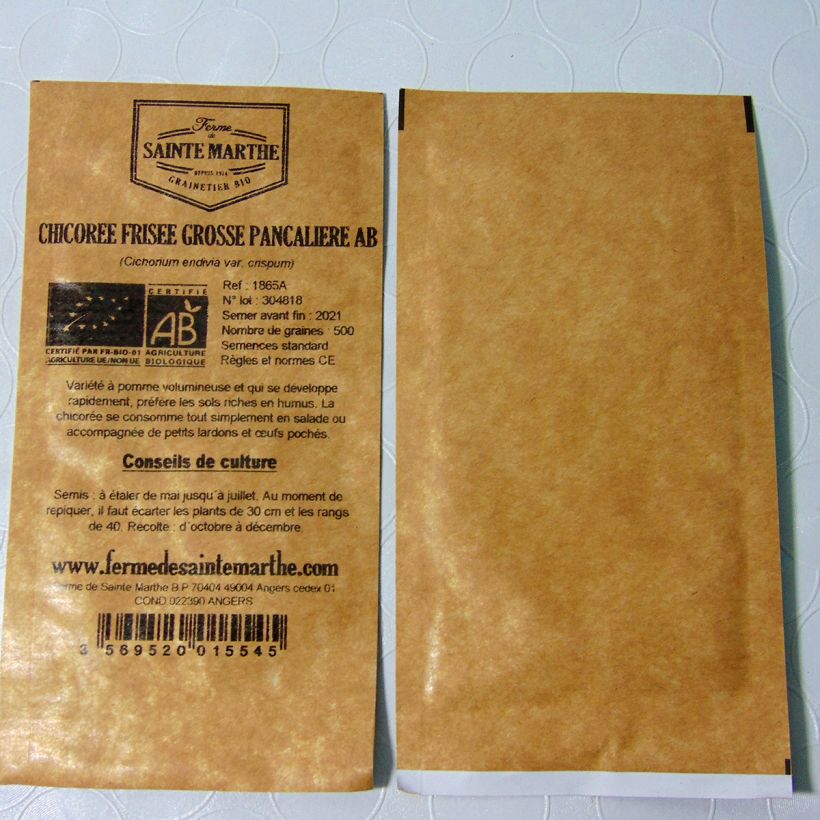 Ferme
de
SAINTE MARTHE
DEPUIS 1974
GRAINETIER BIO
CHICOREE FRISEE GROSSE PANCALIERE AB
(Cichorium endivia var. crispum)
CERTIFIÉ
AB
CERTIFIÉ PAR FR-BIO-01
AGRICULTURE UE/NON UE
AGRICULTURE
BIOLOGIQUE
Ref : 1865A
N° lot : 304818
Semer avant fin : 2021
Nombre de graines : 500
Semences standard
Règles et normes CE
Variété à pomme volumineuse et qui se développe
rapidement, préfère les sols riches en humus. La
chicorée se consomme tout simplement en salade ou
accompagnée de petits lardons et œufs pochés.
Conseils de culture
Semis : à étaler de mai jusqu'à juillet. Au moment de
repiquer, il faut écarter les plants de 30 cm et les rangs
de 40. Récolte : d'octobre à décembre.
www.fermedesaintemarthe.com
Ferme de Sainte Marthe B.P 70404 49004 Angers cedex 01
COND 022390 ANGERS
3 569520 015545